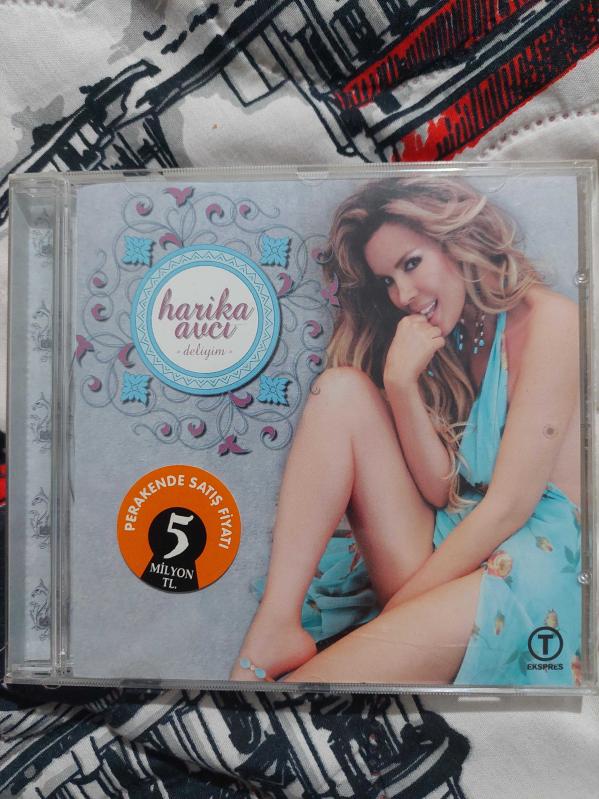 harika
avcı
- deliyim -
PERAKENDE SATIŞ FİYATI
5
MİLYON
TL.
T
EKSPRES